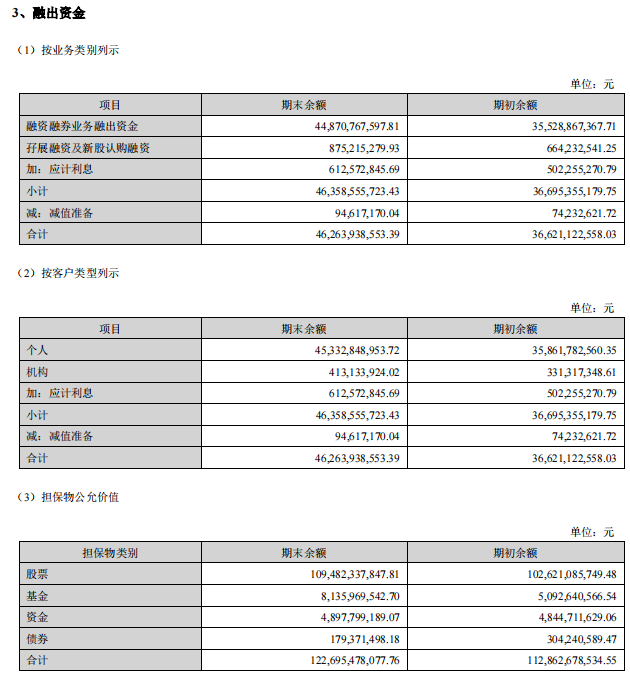 3、融出资金
（1）按业务类别列示
单位：元
项目 期末余额 期初余额
融资融券业务融出资金 44,870,767,597.81 35,528,867,367.71
孖展融资及新股认购融资 875,215,279.93 664,232,541.25
加：应计利息 612,572,845.69 502,255,270.79
小计 46,358,555,723.43 36,695,355,179.75
减：减值准备 94,617,170.04 74,232,621.72
合计 46,263,938,553.39 36,621,122,558.03
（2）按客户类型列示
单位：元
项目 期末余额 期初余额
个人 45,332,848,953.72 35,861,782,560.35
机构 413,133,924.02 331,317,348.61
加：应计利息 612,572,845.69 502,255,270.79
小计 46,358,555,723.43 36,695,355,179.75
减：减值准备 94,617,170.04 74,232,621.72
合计 46,263,938,553.39 36,621,122,558.03
（3）担保物公允价值
单位：元
担保物类别 期末余额 期初余额
股票 109,482,337,847.81 102,621,085,749.48
基金 8,135,969,542.70 5,092,640,566.54
资金 4,897,799,189.07 4,844,711,629.06
债券 179,371,498.18 304,240,589.47
合计 122,695,478,077.76 112,862,678,534.55